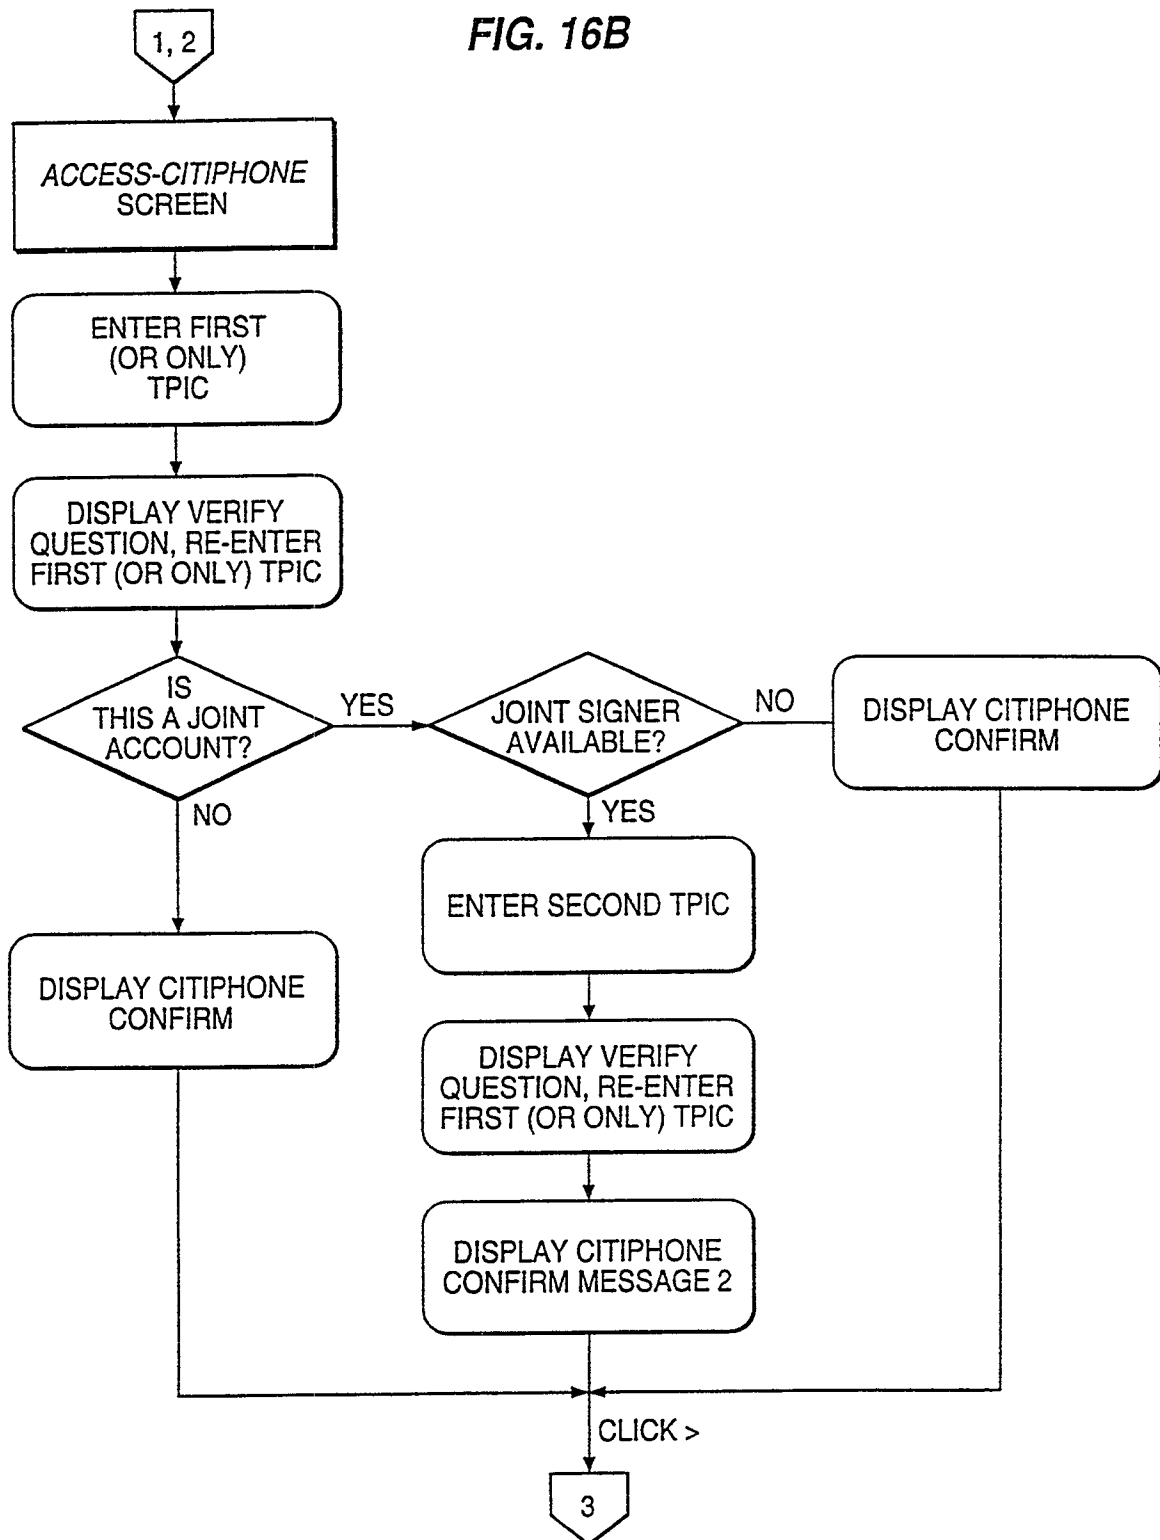 FIG. 16B
1, 2
ACCESS-CITIPHONE
SCREEN
ENTER FIRST
(OR ONLY)
TPIC
DISPLAY VERIFY
QUESTION, RE-ENTER
FIRST (OR ONLY) TPIC
IS
THIS A JOINT
ACCOUNT?
YES
JOINT SIGNER
AVAILABLE?
NO
DISPLAY CITIPHONE
CONFIRM
NO
YES
ENTER SECOND TPIC
DISPLAY CITIPHONE
CONFIRM
DISPLAY VERIFY
QUESTION, RE-ENTER
FIRST (OR ONLY) TPIC
DISPLAY CITIPHONE
CONFIRM MESSAGE 2
CLICK >
3